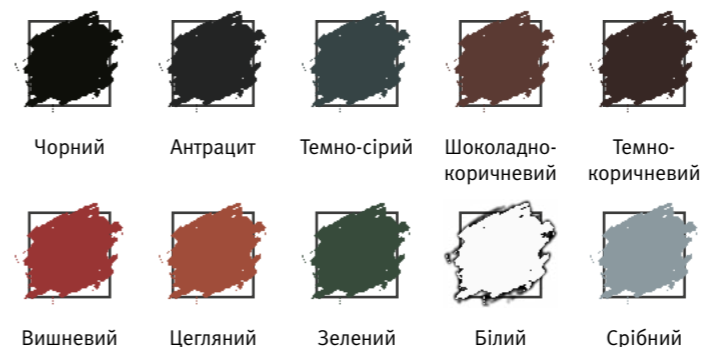 Чорний
Антрацит
Темно-сірий
Шоколадно-
коричневий
Темно-
коричневий
Вишневий
Цегляний
Зелений
Білий
Срібний